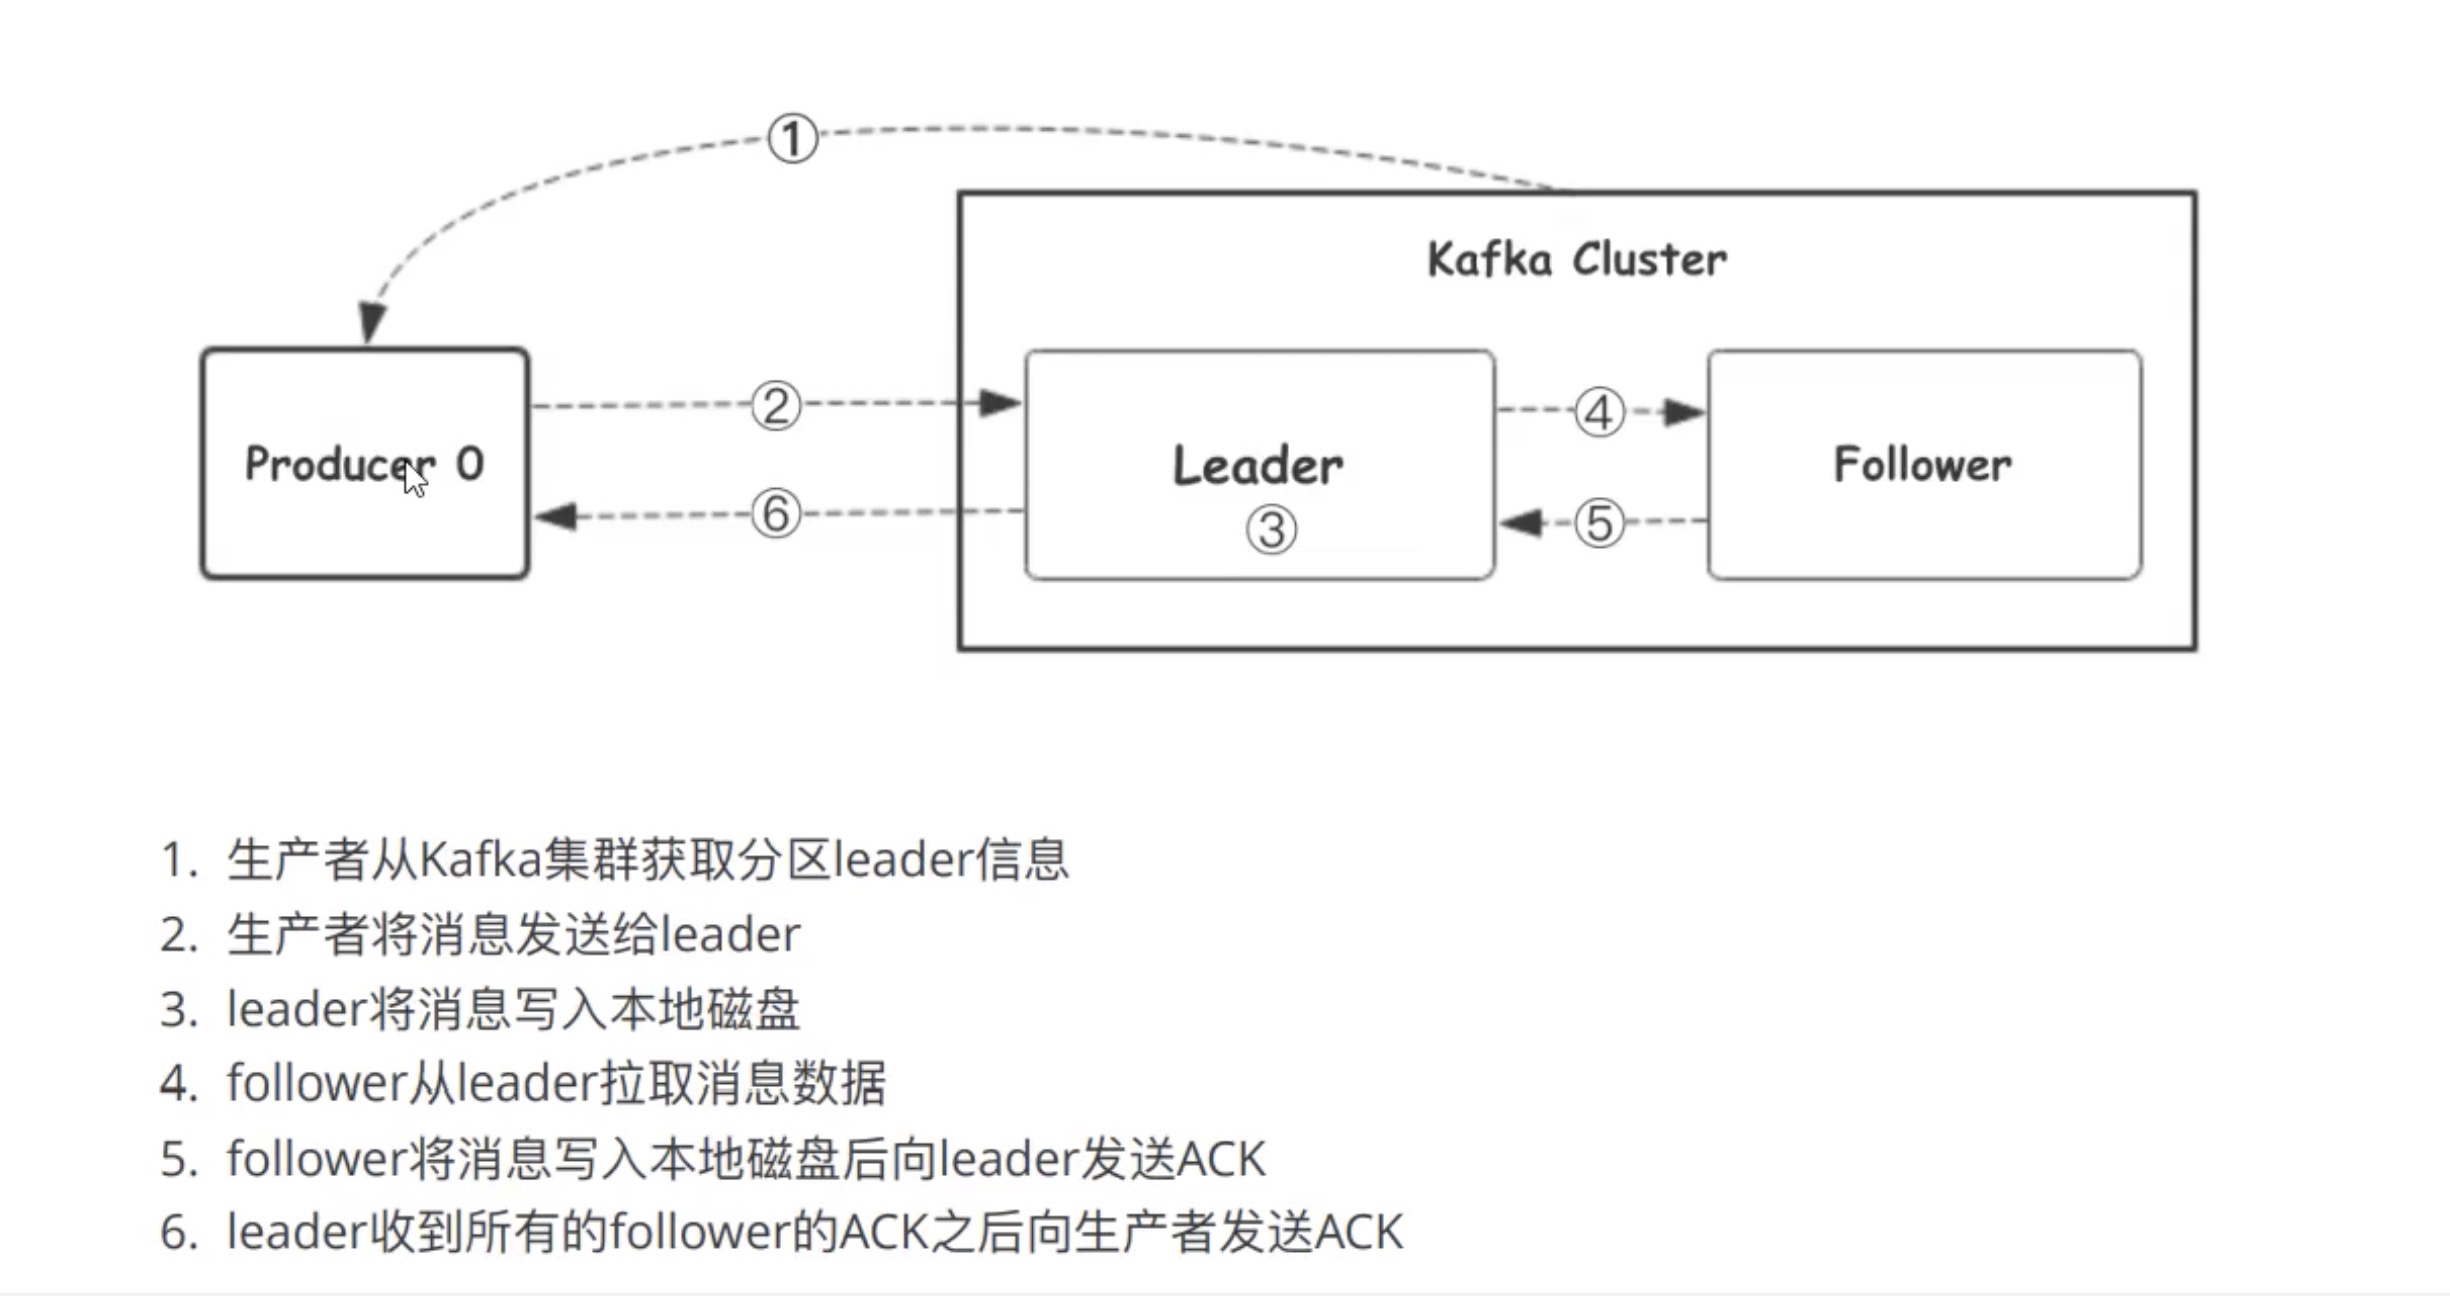 ①
Kafka Cluster
② ④
Producer 0 Leader Follower
⑥ ③ ⑤
1. 生产者从Kafka集群获取分区leader信息
2. 生产者将消息发送给leader
3. leader将消息写入本地磁盘
4. follower从leader拉取消息数据
5. follower将消息写入本地磁盘后向leader发送ACK
6. leader收到所有的follower的ACK之后向生产者发送ACK